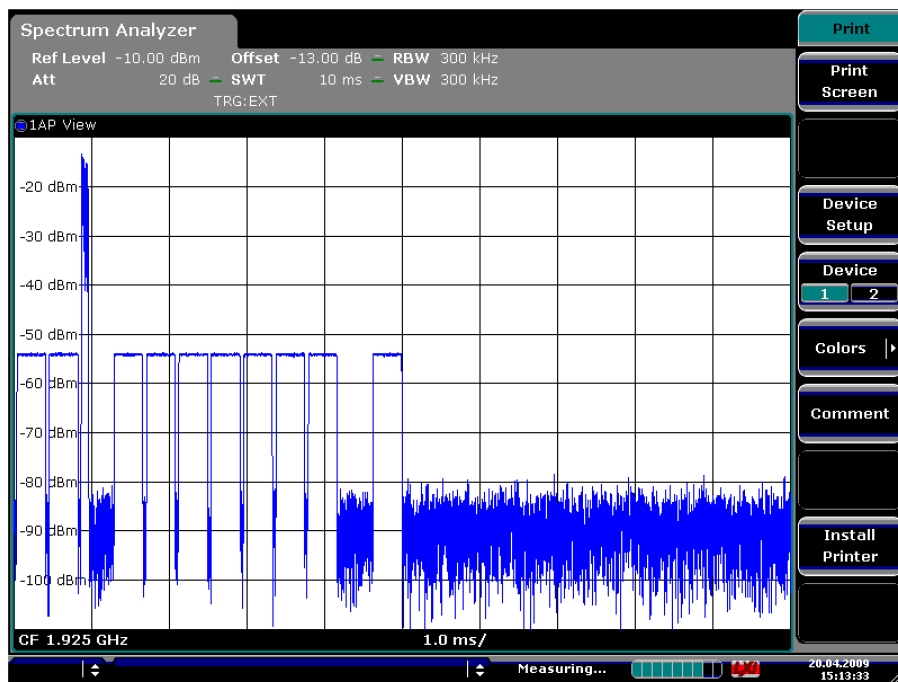 Spectrum Analyzer
Ref Level -10.00 dBm Offset -13.00 dB RBW 300 kHz
Att 20 dB SWT 10 ms VBW 300 kHz
TRG:EXT
1AP View
-20 dBm
-30 dBm
-40 dBm
-50 dBm
-60 dBm
-70 dBm
-80 dBm
-90 dBm
-100 dBm
CF 1.925 GHz 1.0 ms/
Measuring...
20.04.2009
15:13:33
Print
Print
Screen
Device
Setup
Device
1 2
Colors
Comment
Install
Printer